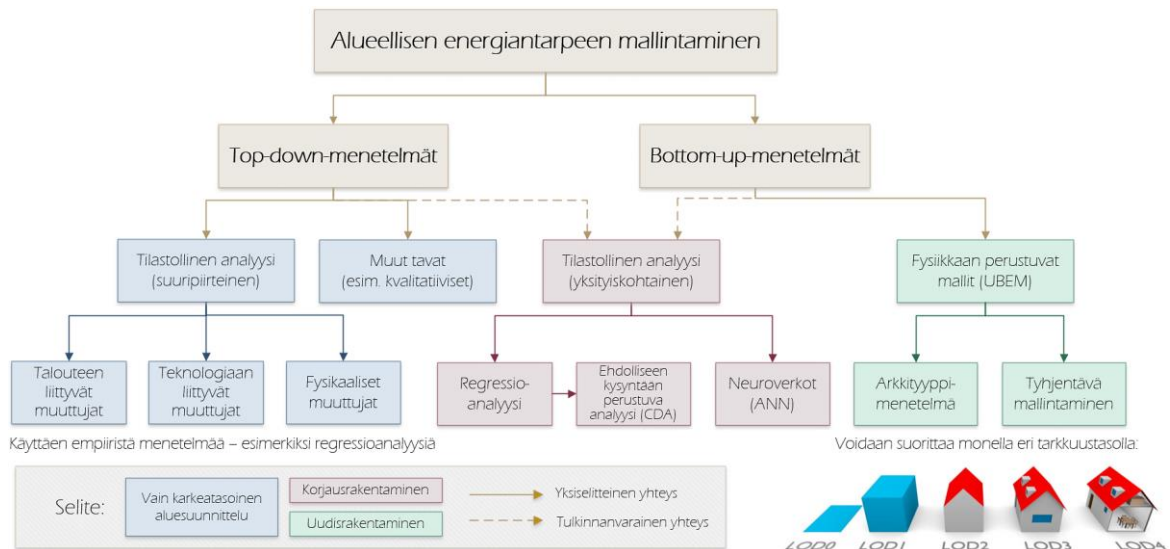 Alueellisen energiantarpeen mallintaminen
Top-down-menetelmät
Bottom-up-menetelmät
Tilastollinen analyysi
(suuripiirteinen)
Muut tavat
(esim. kvalitatiiviset)
Tilastollinen analyysi
(yksityiskohtainen)
Fysiikkaan perustuvat
mallit (UBEM)
Talouteen
liittyvät
muuttujat
Teknologiaan
liittyvät
muuttujat
Fysikaaliset
muuttujat
Regressio-
analyysi
Ehdolliseen
kysyntään
perustuva
analyysi (CDA)
Neuroverkot
(ANN)
Arkkityyppi-
menetelmä
Tyhjentävä
mallintaminen
Käyttäen empiiristä menetelmää – esimerkiksi regressioanalyysiä
Voidaan suorittaa monella eri tarkkuustasolla:
Selite:
Vain karkeatasoinen
aluesuunnittelu
Korjausrakentaminen
Uudisrakentaminen
Yksiselitteinen yhteys
Tulkinnanvarainen yhteys
LOD0 LOD1 LOD2 LOD3 LOD4